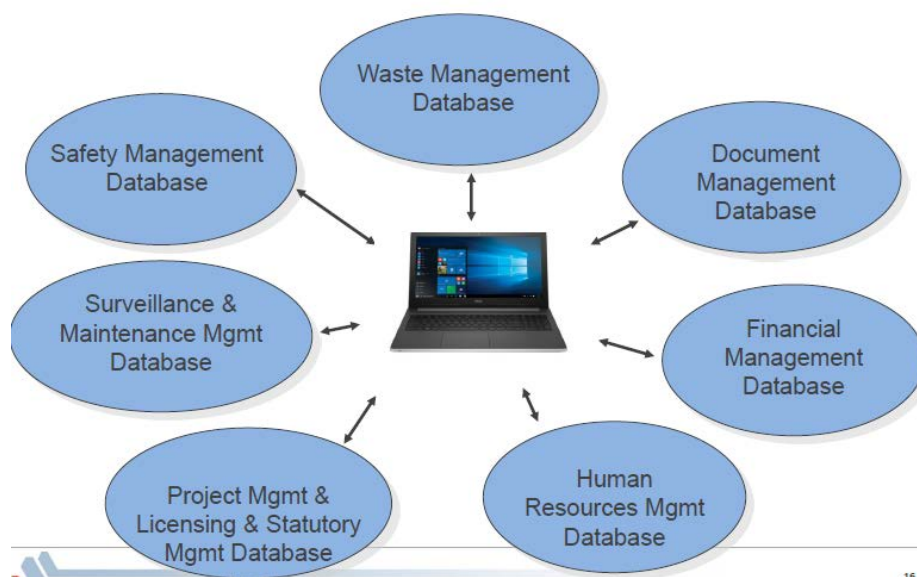 Waste Management
Database
Safety Management
Database
Document
Management
Database
Surveillance &
Maintenance Mgmt
Database
Financial
Management
Database
Project Mgmt &
Licensing & Statutory
Mgmt Database
Human
Resources Mgmt
Database
16